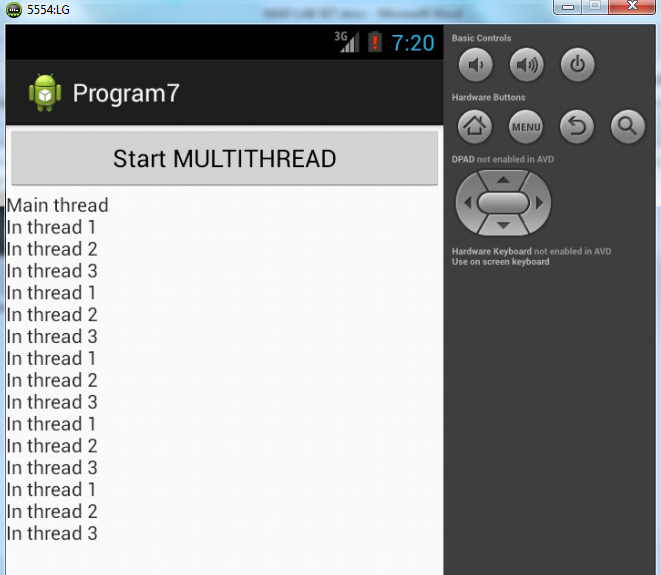 5554:LG
3G 7:20
Program7
Start MULTITHREAD
Main thread
In thread 1
In thread 2
In thread 3
In thread 1
In thread 2
In thread 3
In thread 1
In thread 2
In thread 3
In thread 1
In thread 2
In thread 3
In thread 1
In thread 2
In thread 3
Basic Controls
Hardware Buttons
MENU
DPAD not enabled in AVD
Hardware Keyboard not enabled in AVD
Use on screen keyboard